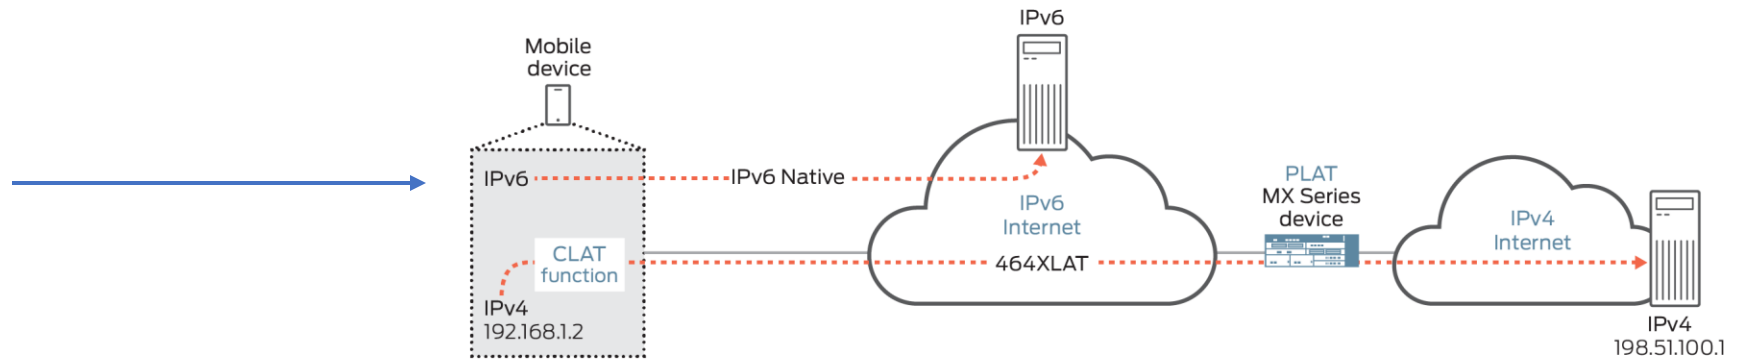 IPv6
Mobile
device
IPv6
IPv6 Native
PLAT
MX Series
device
IPv6
Internet
IPv4
Internet
CLAT
function
464XLAT
IPv4
192.168.1.2
IPv4
198.51.100.1